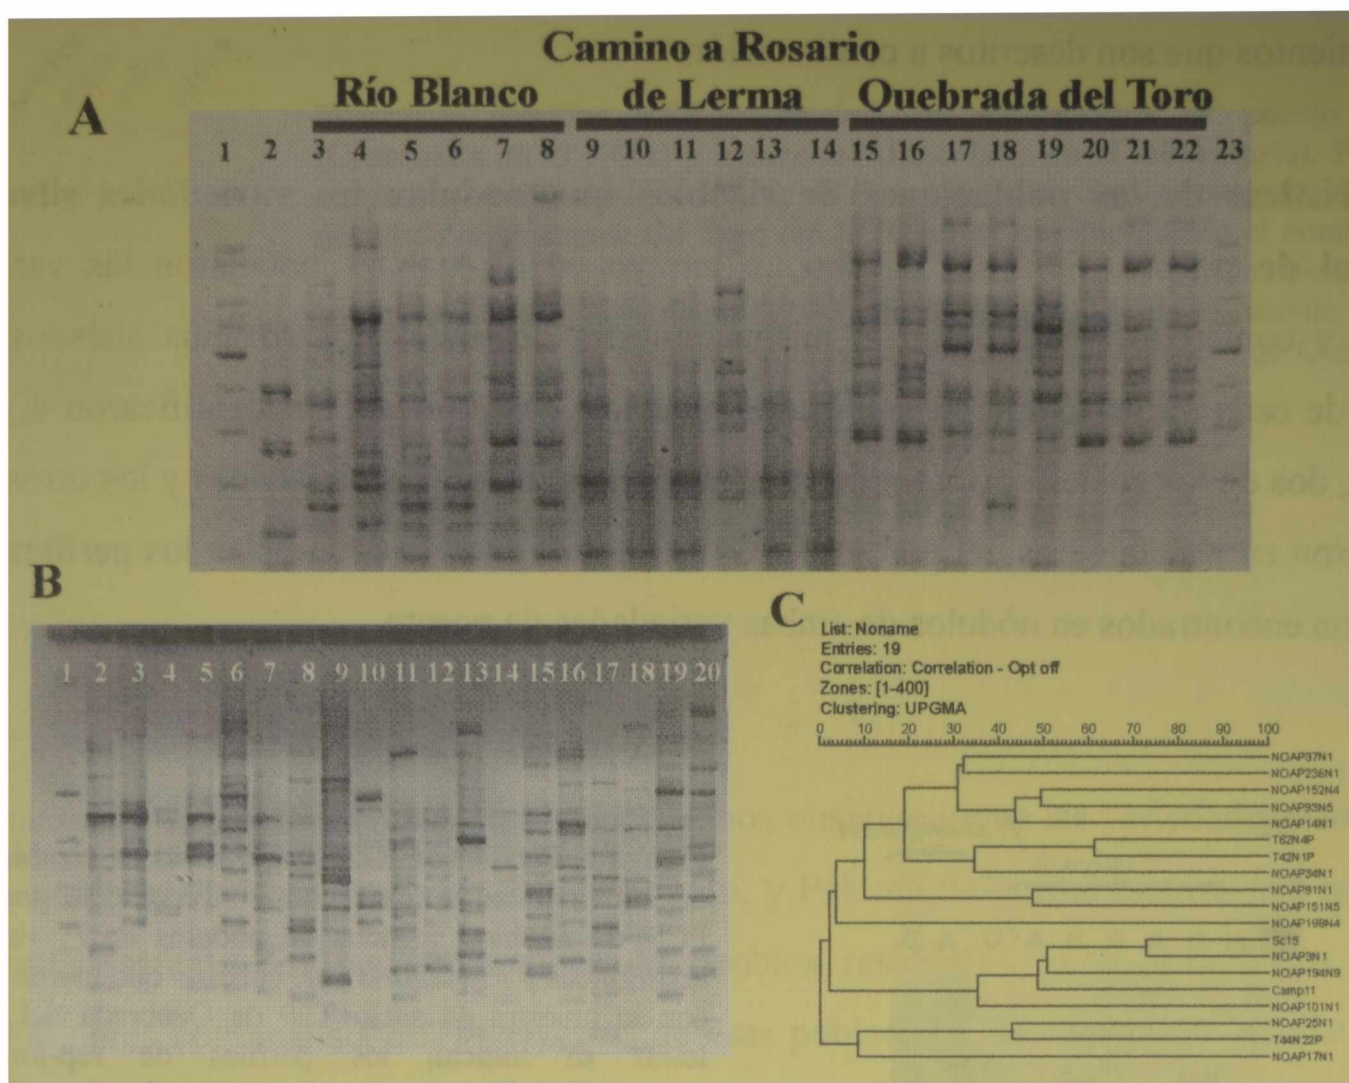 Camino a Rosario
Río Blanco de Lerma Quebrada del Toro
A
1 2 3 4 5 6 7 8 9 10 11 12 13 14 15 16 17 18 19 20 21 22 23
B
1 2 3 4 5 6 7 8 9 10 11 12 13 14 15 16 17 18 19 20
C
List: Noname
Entries: 19
Correlation: Correlation - Opt off
Zones: [1-400]
Clustering: UPGMA
0 10 20 30 40 50 60 70 80 90 100
NOAP37N1
NOAP236N1
NOAP152N4
NOAP93N5
NOAP14N1
T62N4P
T42N1P
NOAP34N1
NOAP91N1
NOAP151N5
NOAP199N4
Sc15
NOAP3N1
NOAP194N9
Camp11
NOAP101N1
NOAP25N1
T44N22P
NOAP17N1